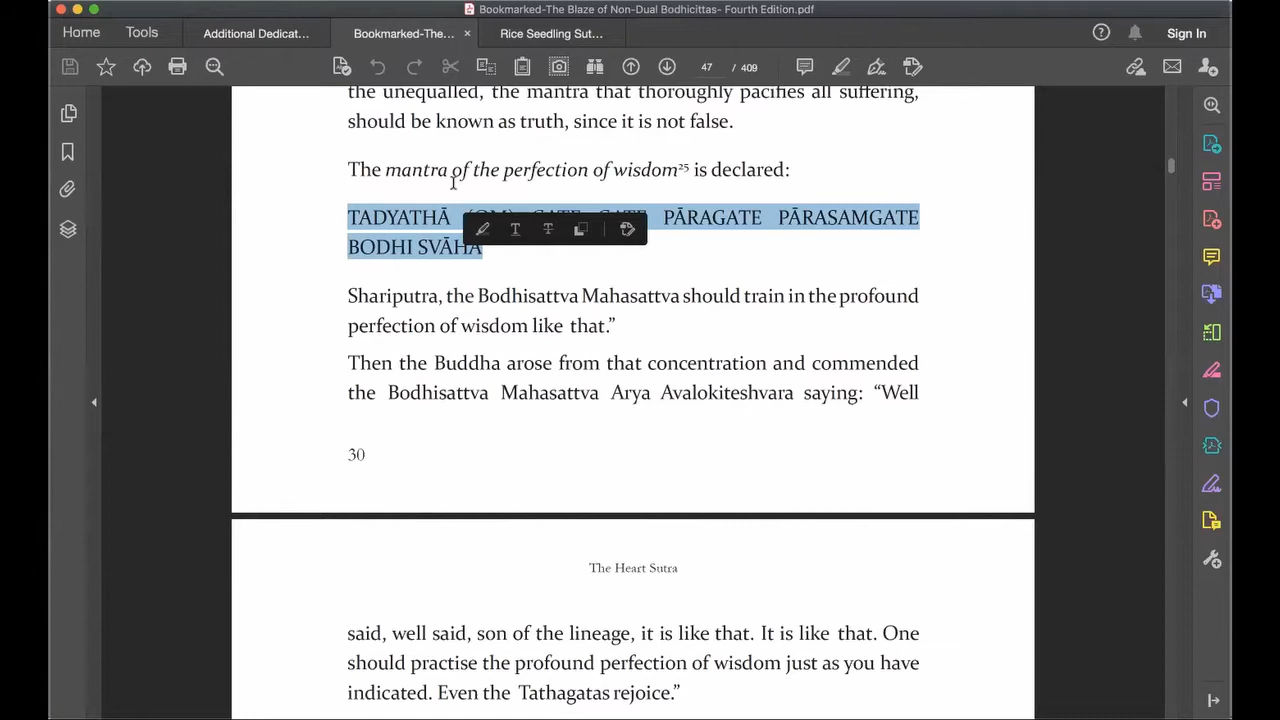 Bookmarked-The Blaze of Non-Dual Bodhicittas- Fourth Edition.pdf
Home Tools Additional Dedicat... Bookmarked-The... × Rice Seedling Sut... Sign In
47 / 409
the unequalled, the mantra that thoroughly pacifies all suffering,
should be known as truth, since it is not false.
The mantra of the perfection of wisdom²⁵ is declared:
TADYATHĀ (OM) GATE GATE PĀRAGATE PĀRASAMGATE
BODHI SVĀHĀ
Shariputra, the Bodhisattva Mahasattva should train in the profound
perfection of wisdom like that.”
Then the Buddha arose from that concentration and commended
the Bodhisattva Mahasattva Arya Avalokiteshvara saying: “Well
30
The Heart Sutra
said, well said, son of the lineage, it is like that. It is like that. One
should practise the profound perfection of wisdom just as you have
indicated. Even the Tathagatas rejoice.”